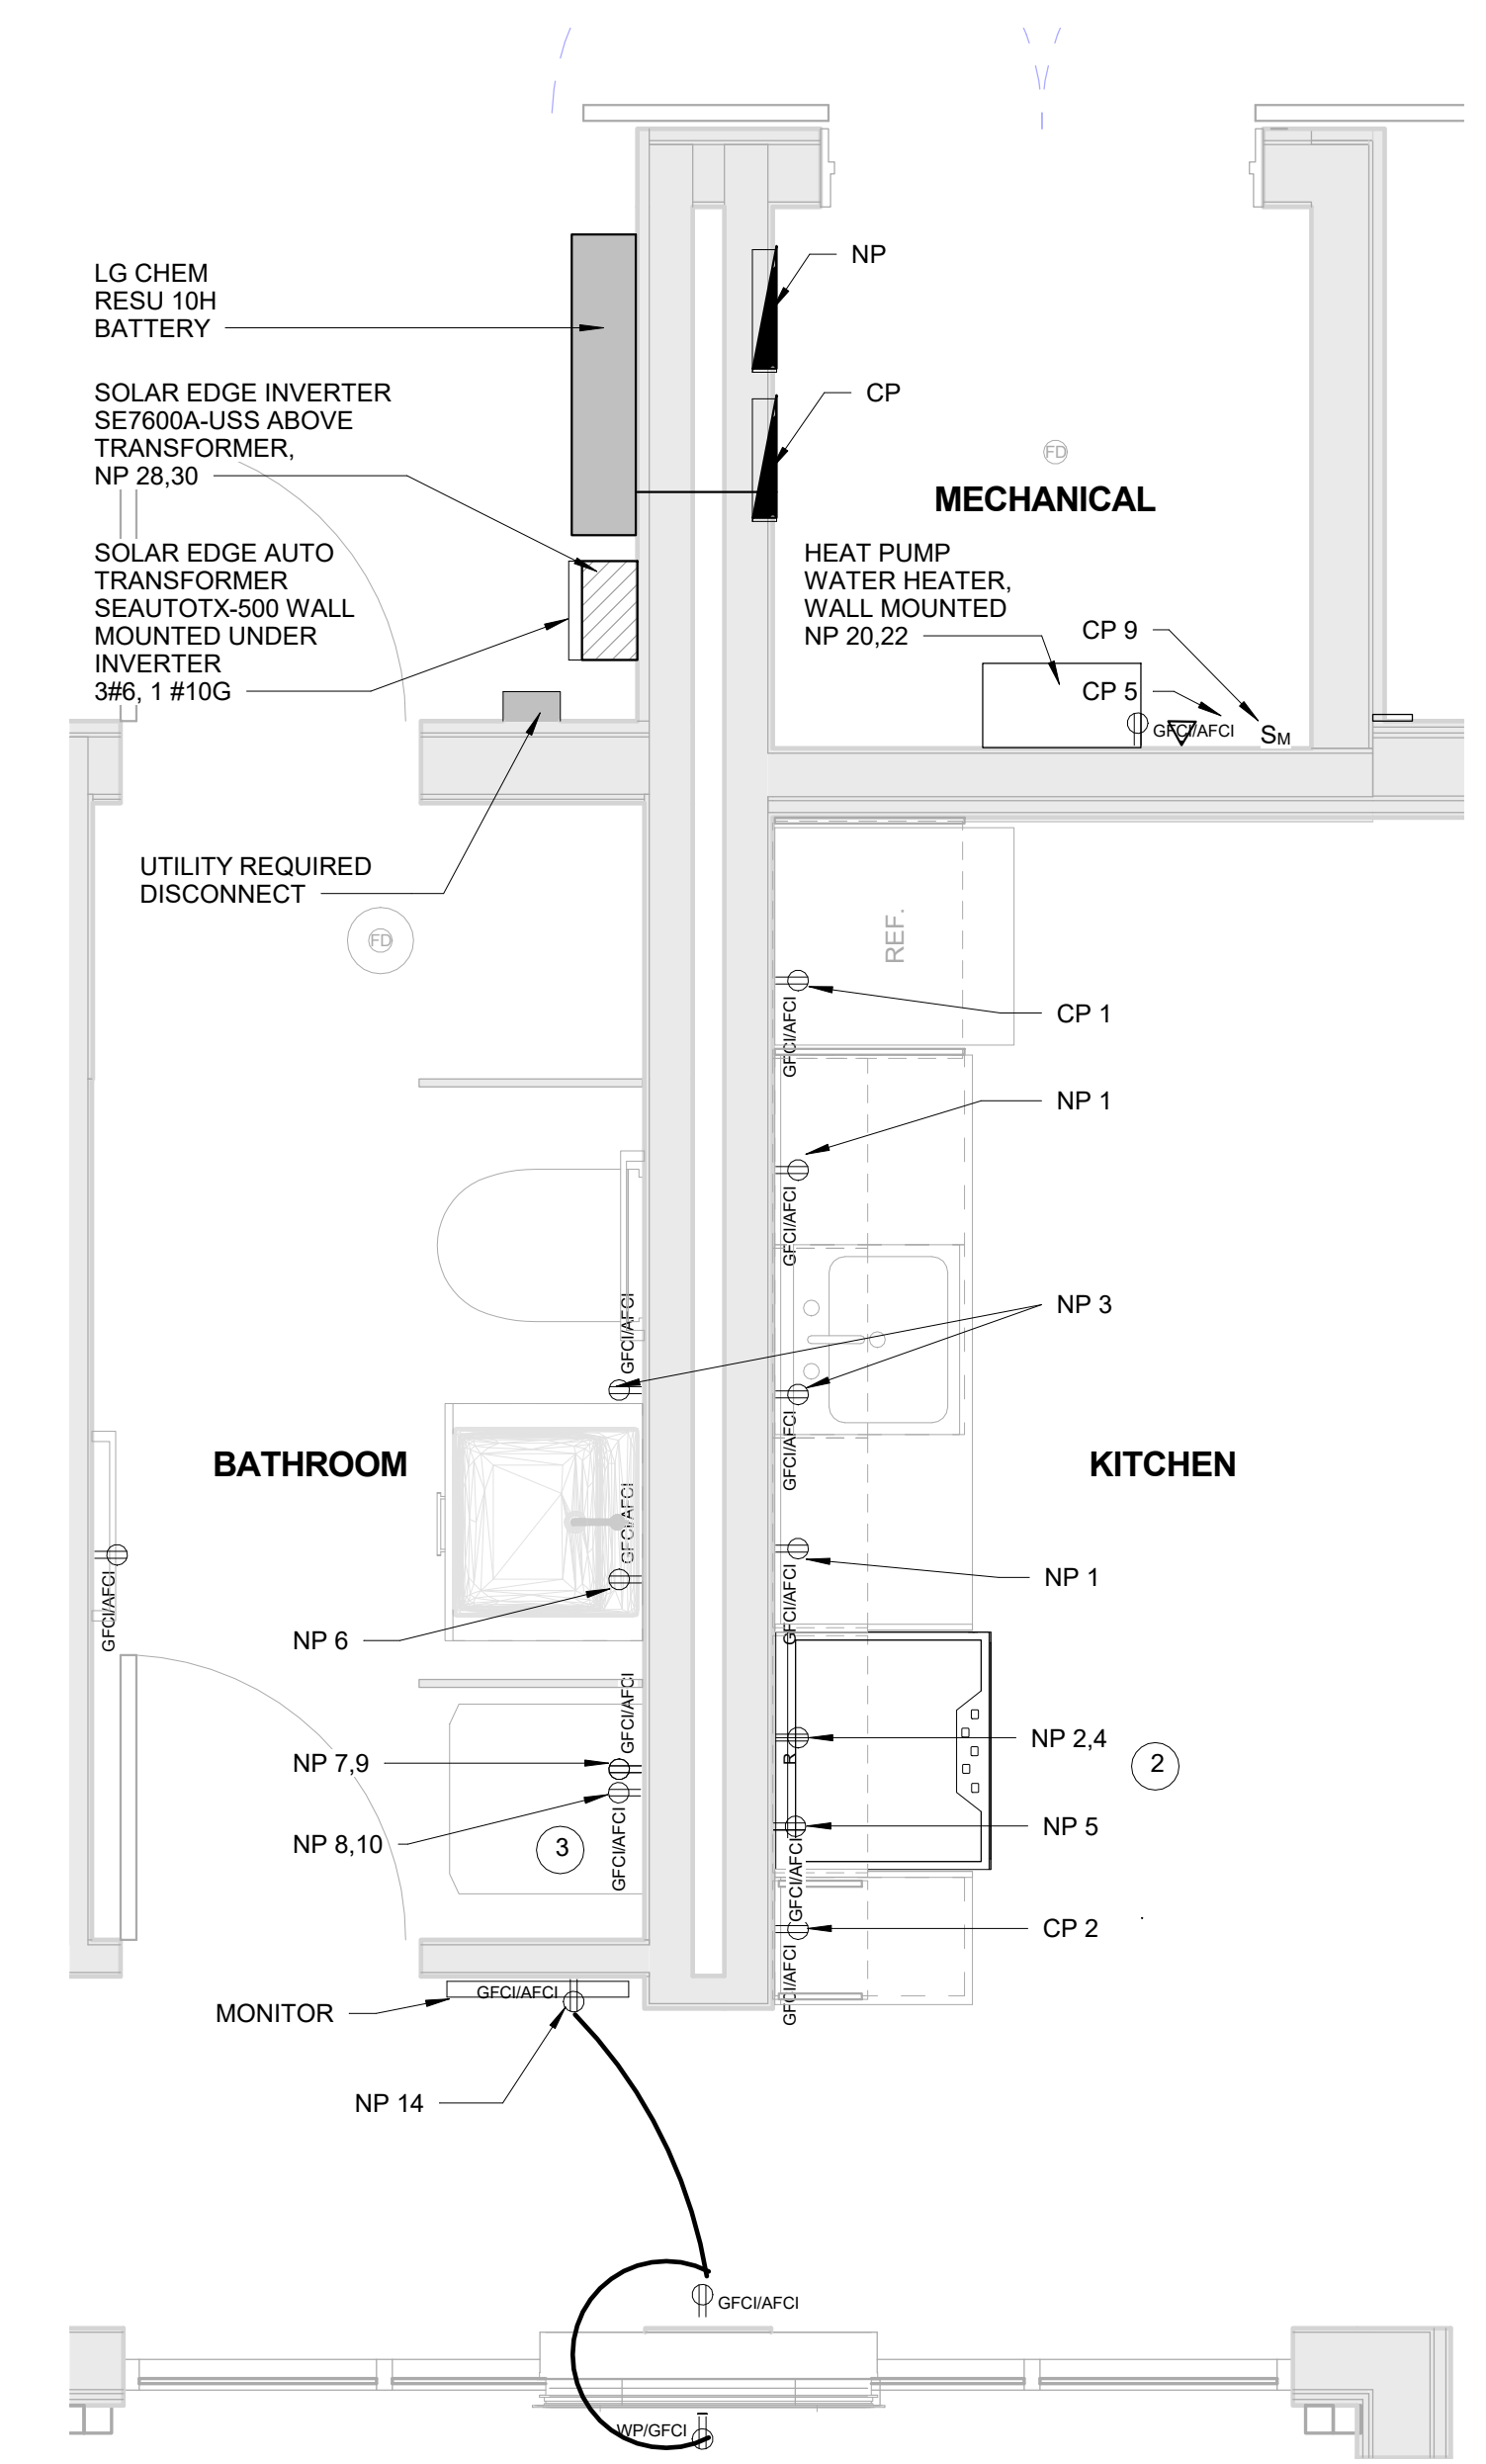 NP
LG CHEM
RESU 10H
BATTERY
SOLAR EDGE INVERTER
SE7600A-USS ABOVE
TRANSFORMER,
NP 28,30
CP
FD
MECHANICAL
SOLAR EDGE AUTO
TRANSFORMER
SEAUTOTX-500 WALL
MOUNTED UNDER
INVERTER
3#6, 1 #10G
HEAT PUMP
WATER HEATER,
WALL MOUNTED
NP 20,22
CP 9
CP 5
GFCI/AFCI
SM
UTILITY REQUIRED
DISCONNECT
FD
REF.
CP 1
GFCI/AFCI
NP 1
GFCI/AFCI
NP 3
GFCI/AFCI
GFCI/AFCI
BATHROOM
KITCHEN
GFCI/AFCI
GFCI/AFCI
NP 1
GFCI/AFCI
NP 6
GFCI/AFCI
NP 7,9
R
NP 2,4
2
NP 8,10
GFCI/AFCI
3
NP 5
GFCI/AFCI
CP 2
GFCI/AFCI
GFCI/AFCI
MONITOR
NP 14
GFCI/AFCI
WP/GFCI